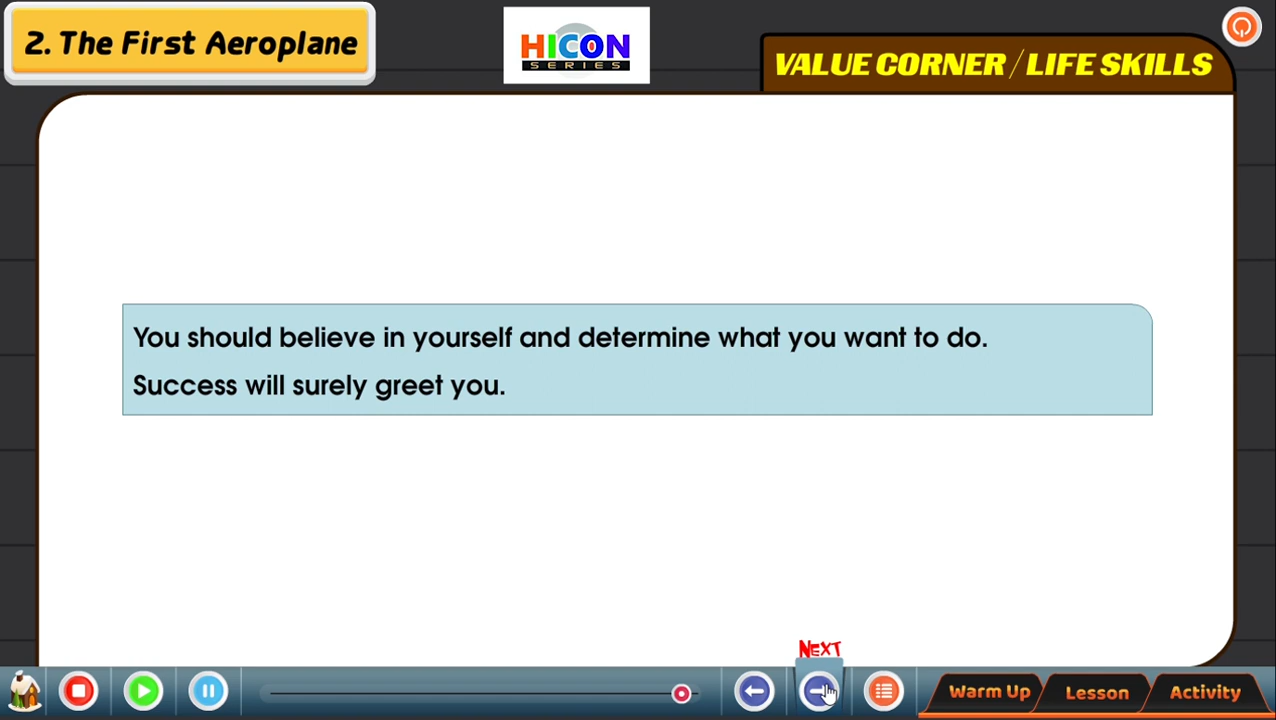 2. The First Aeroplane
HICON
SERIES
VALUE CORNER / LIFE SKILLS
You should believe in yourself and determine what you want to do.
Success will surely greet you.
NEXT
Warm Up
Lesson
Activity